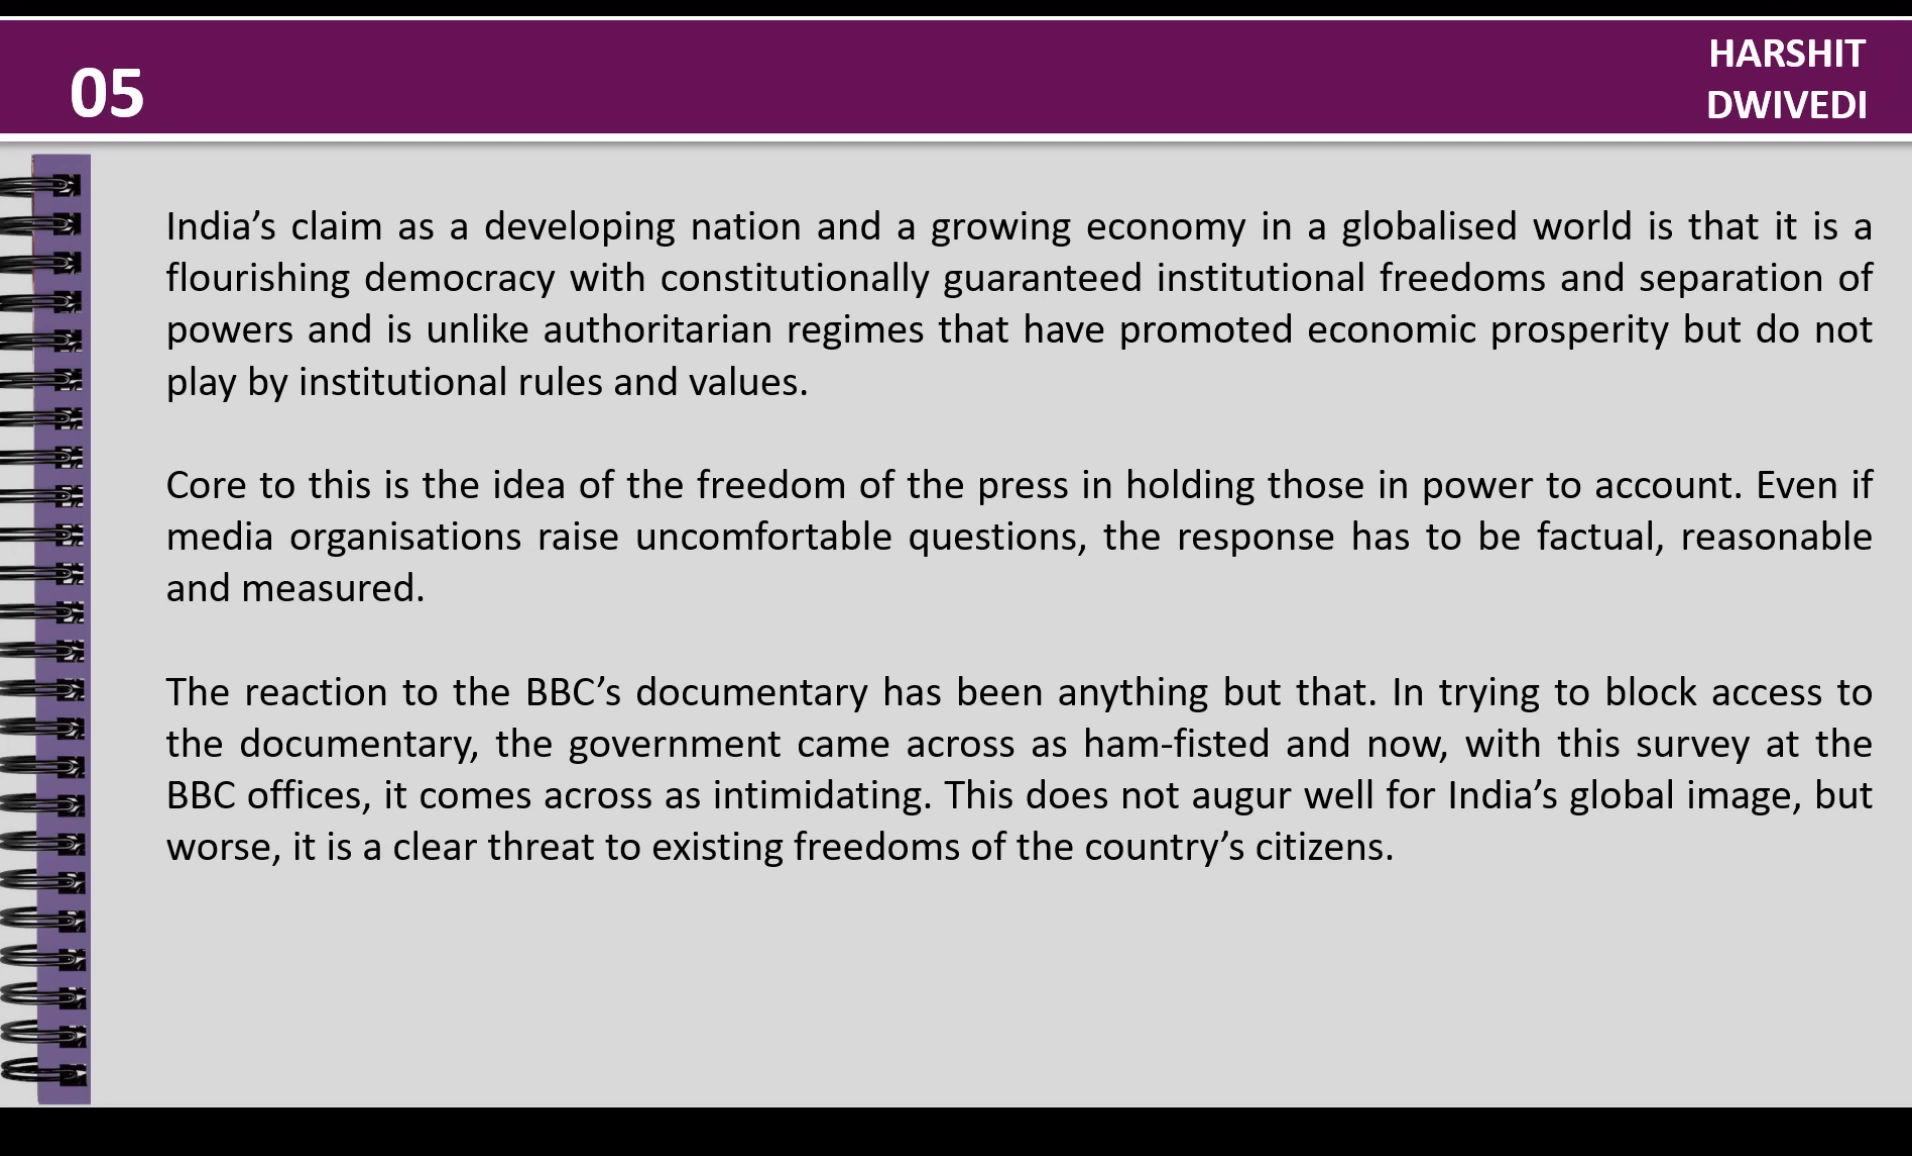 05
HARSHIT
DWIVEDI
India’s claim as a developing nation and a growing economy in a globalised world is that it is a
flourishing democracy with constitutionally guaranteed institutional freedoms and separation of
powers and is unlike authoritarian regimes that have promoted economic prosperity but do not
play by institutional rules and values.
Core to this is the idea of the freedom of the press in holding those in power to account. Even if
media organisations raise uncomfortable questions, the response has to be factual, reasonable
and measured.
The reaction to the BBC’s documentary has been anything but that. In trying to block access to
the documentary, the government came across as ham-fisted and now, with this survey at the
BBC offices, it comes across as intimidating. This does not augur well for India’s global image, but
worse, it is a clear threat to existing freedoms of the country’s citizens.